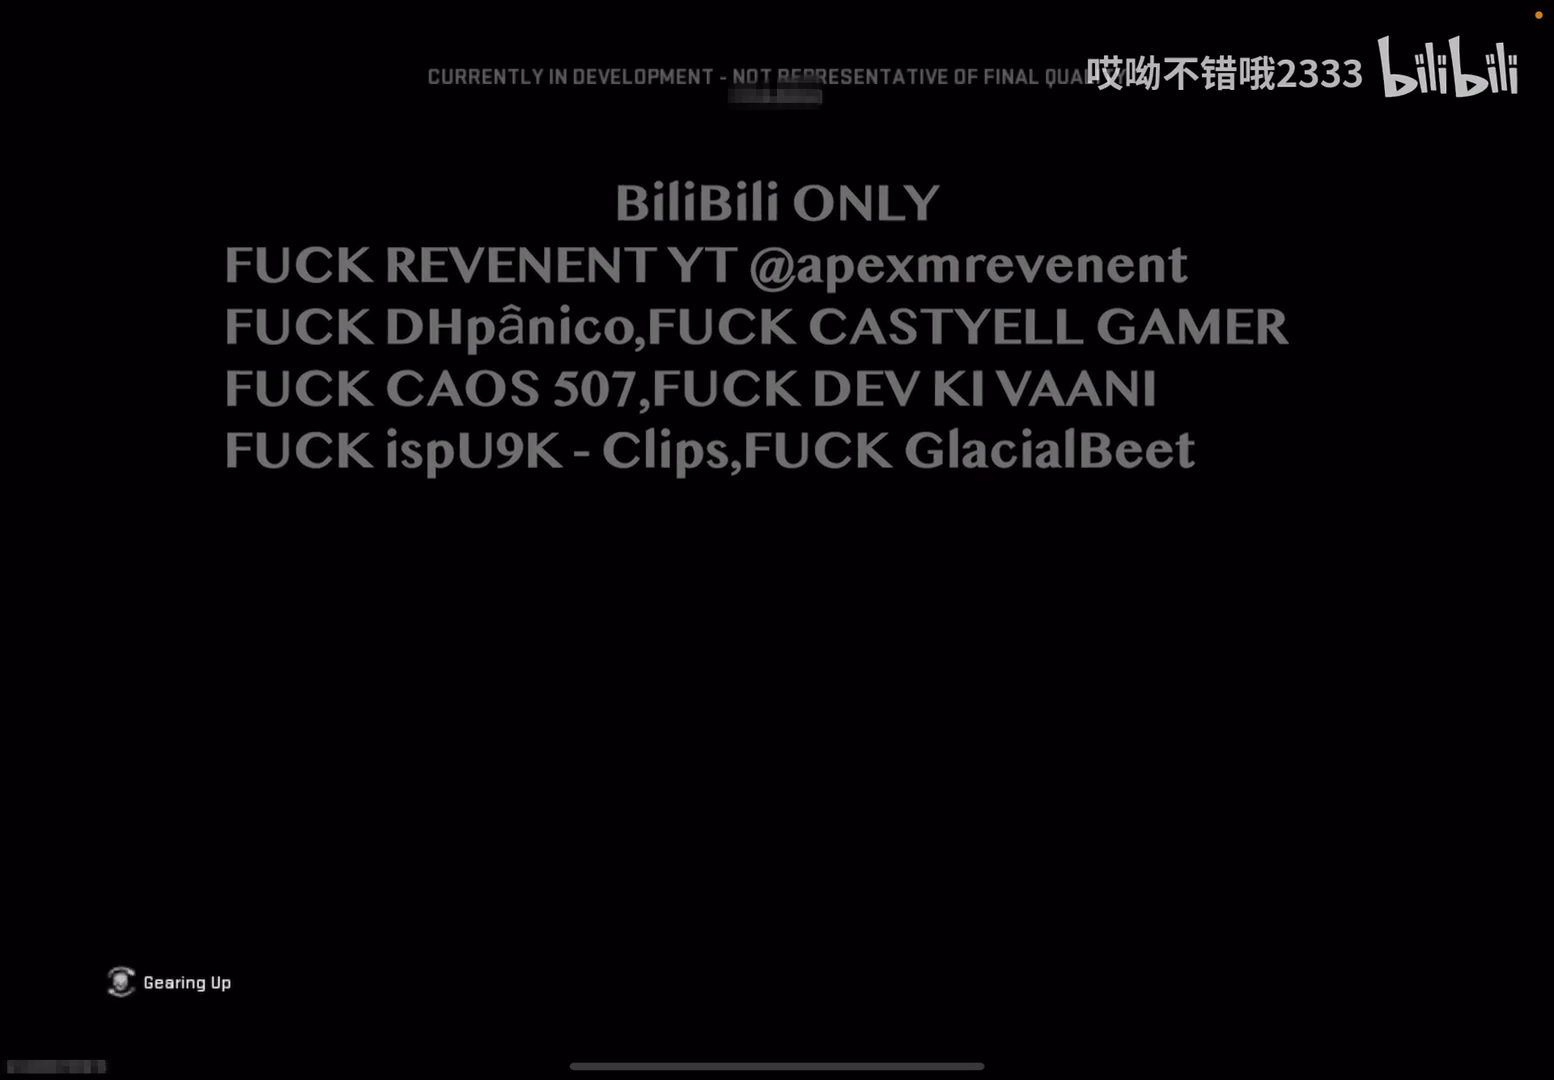 CURRENTLY IN DEVELOPMENT - NOT REPRESENTATIVE OF FINAL
哎呦不错哦2333 bilibili
BiliBili ONLY
FUCK REVENENT YT @apexmrevenent
FUCK DHpânico,FUCK CASTYELL GAMER
FUCK CAOS 507,FUCK DEV KI VAANI
FUCK ispU9K - Clips,FUCK GlacialBeet
Gearing Up